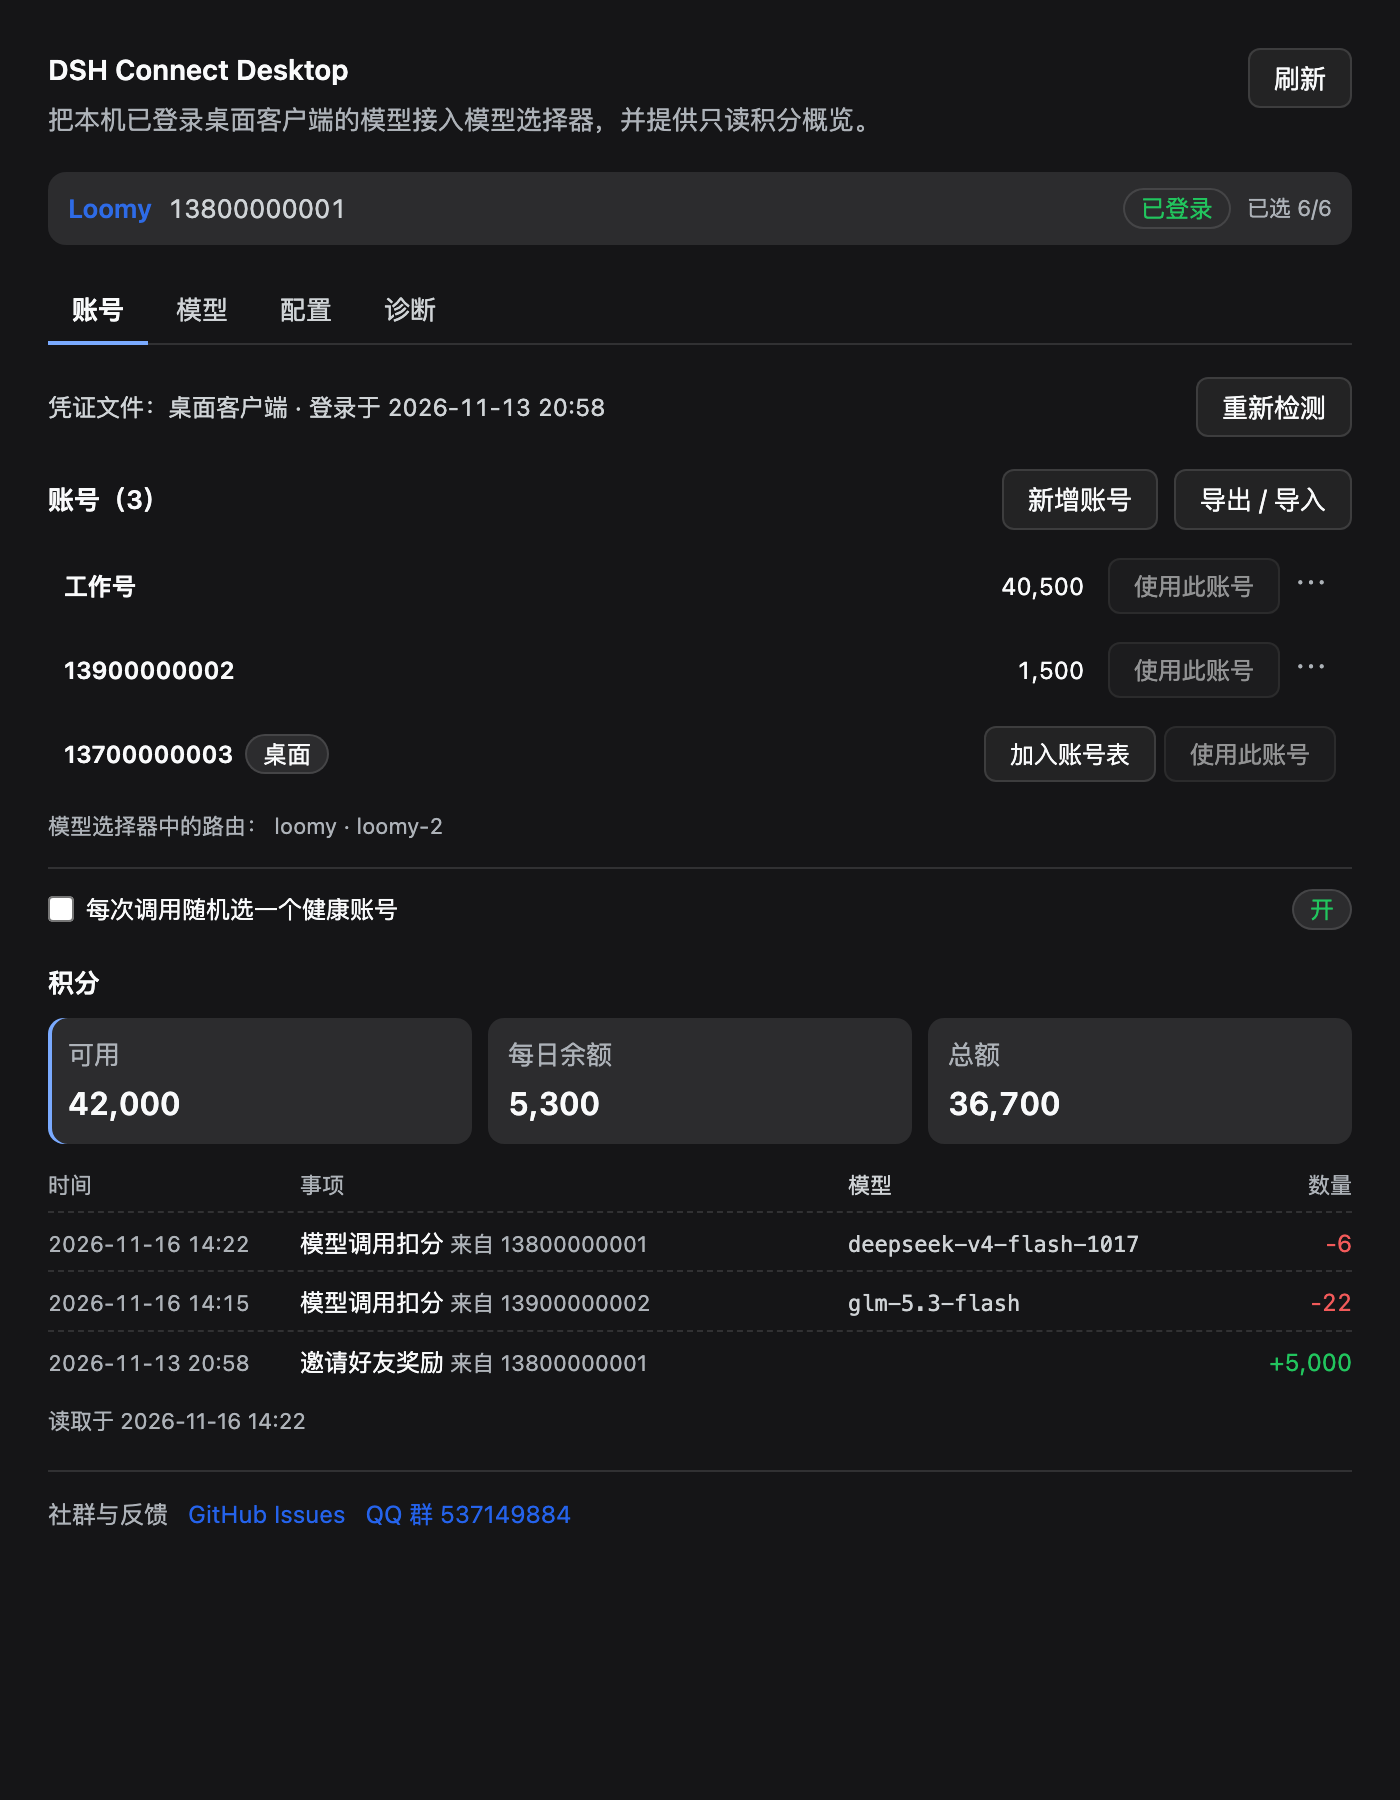 DSH Connect Desktop
刷新
把本机已登录桌面客户端的模型接入模型选择器，并提供只读积分概览。
Loomy 13800000001 已登录 已选 6/6
账号 模型 配置 诊断
凭证文件：桌面客户端 · 登录于 2026-11-13 20:58 重新检测
账号（3） 新增账号 导出 / 导入
工作号 40,500 使用此账号 ···
13900000002 1,500 使用此账号 ···
13700000003 桌面 加入账号表 使用此账号
模型选择器中的路由： loomy · loomy-2
每次调用随机选一个健康账号 开
积分
可用 每日余额 总额
42,000 5,300 36,700
时间 事项 模型 数量
2026-11-16 14:22 模型调用扣分 来自 13800000001 deepseek-v4-flash-1017 -6
2026-11-16 14:15 模型调用扣分 来自 13900000002 glm-5.3-flash -22
2026-11-13 20:58 邀请好友奖励 来自 13800000001 +5,000
读取于 2026-11-16 14:22
社群与反馈 GitHub Issues QQ 群 537149884